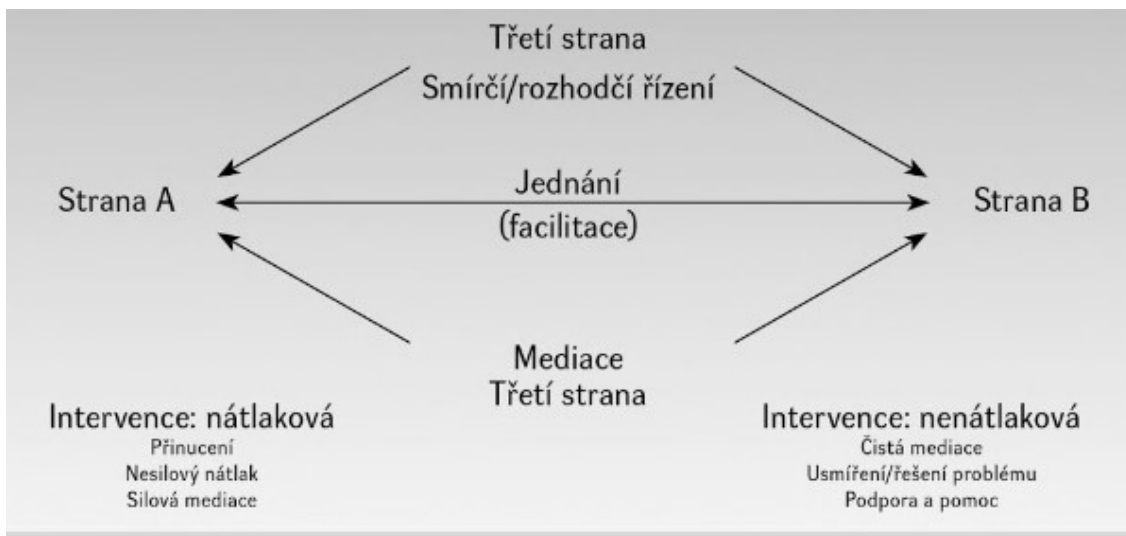 Třetí strana
Smírčí/rozhodčí řízení
Strana A
Jednání
(facilitace)
Strana B
Mediace
Třetí strana
Intervence: nátlaková
Přinucení
Nesilový nátlak
Silová mediace
Intervence: nenátlaková
Čistá mediace
Usmíření/řešení problému
Podpora a pomoc